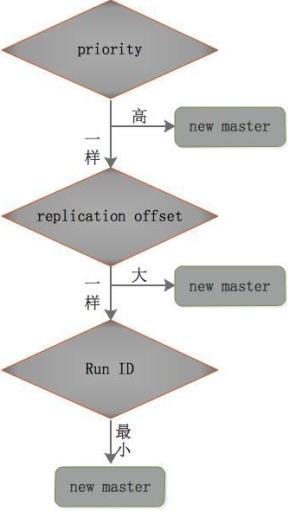 priority
高
new master
一
样
replication offset
大
new master
一
样
Run ID
最
小
new master